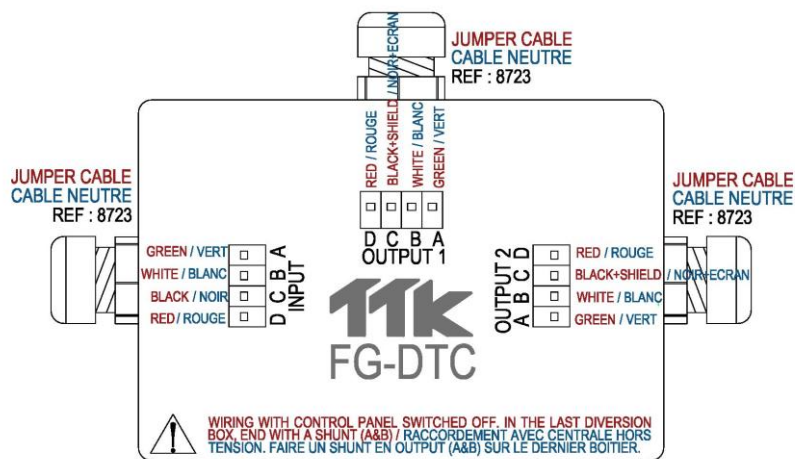 JUMPER CABLE
CABLE NEUTRE
REF : 8723
RED / ROUGE
BLACK+SHIELD / NOIR+ECRAN
WHITE / BLANC
GREEN / VERT
D C B A
OUTPUT 1
JUMPER CABLE
CABLE NEUTRE
REF : 8723
GREEN / VERT
WHITE / BLANC
BLACK / NOIR
RED / ROUGE
D C B A
INPUT
JUMPER CABLE
CABLE NEUTRE
REF : 8723
OUTPUT 2
A B C D
RED / ROUGE
BLACK+SHIELD / NOIR+ECRAN
WHITE / BLANC
GREEN / VERT
TTK
FG-DTC
WIRING WITH CONTROL PANEL SWITCHED OFF. IN THE LAST DIVERSION
BOX, END WITH A SHUNT (A&B) / RACCORDEMENT AVEC CENTRALE HORS
TENSION. FAIRE UN SHUNT EN OUTPUT (A&B) SUR LE DERNIER BOITIER.